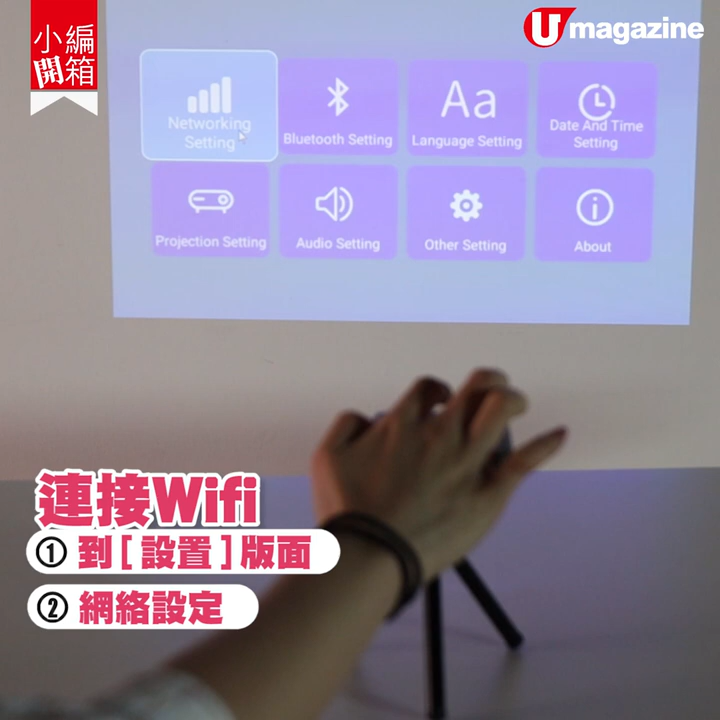 小編
開箱
U magazine
Networking
Setting
Bluetooth Setting
Language Setting
Aa
Date And Time
Setting
Projection Setting
Audio Setting
Other Setting
About
連接Wifi
① 到[設置]版面
② 網絡設定